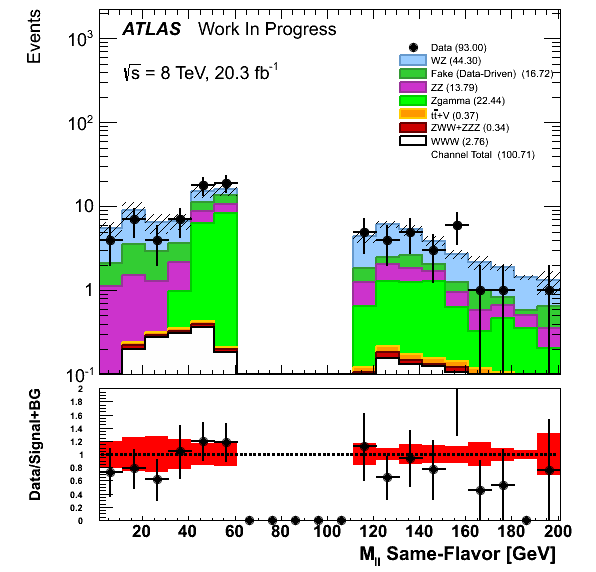 Events
10³
10²
10
1
10⁻¹
ATLAS Work In Progress
√s = 8 TeV, 20.3 fb⁻¹
Data (93.00)
WZ (44.30)
Fake (Data-Driven) (16.72)
ZZ (13.79)
Zgamma (22.44)
tt̄+V (0.37)
ZWW+ZZZ (0.34)
WWW (2.76)
Channel Total (100.71)
Data/Signal+BG
2
1.8
1.6
1.4
1.2
1
0.8
0.6
0.4
0.2
0
20 40 60 80 100 120 140 160 180 200
M_ll Same-Flavor [GeV]